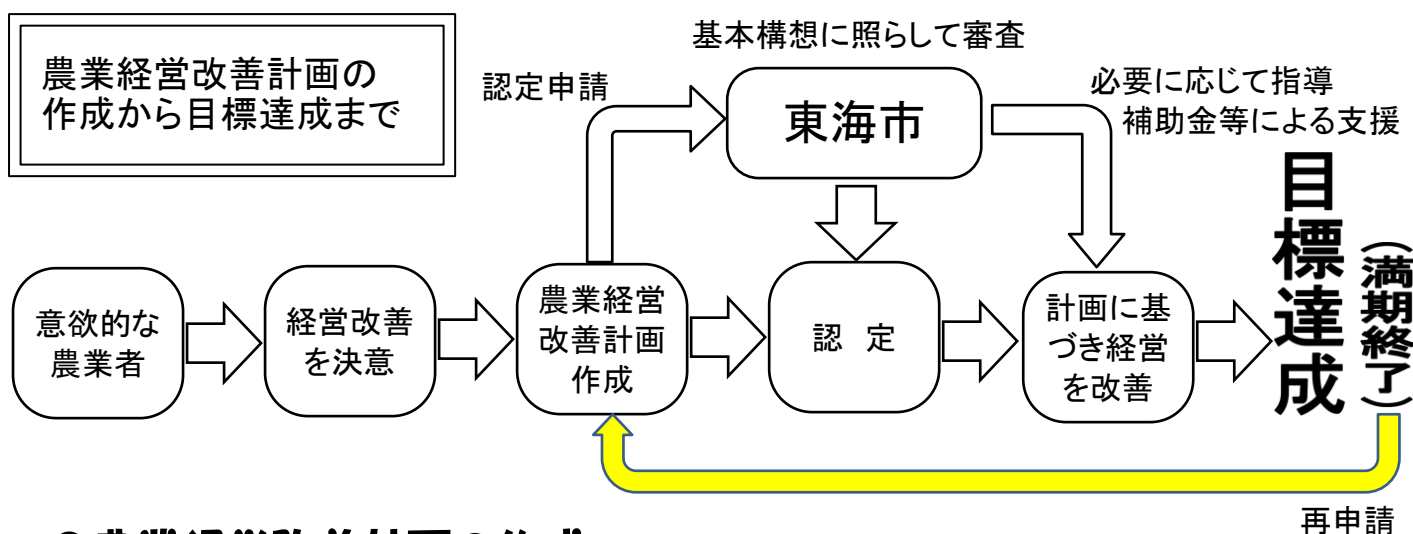 農業経営改善計画の
作成から目標達成まで
基本構想に照らして審査
認定申請
東海市
必要に応じて指導
補助金等による支援
意欲的な
農業者
経営改善
を決意
農業経営
改善計画
作成
認 定
計画に基
づき経営
を改善
目標達成
（満期終了）
再申請